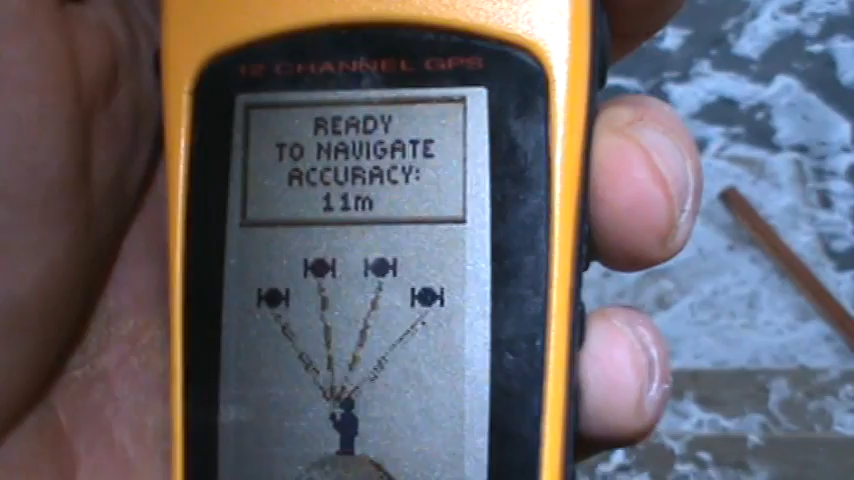 12 CHANNEL GPS
READY
TO NAVIGATE
ACCURACY:
11m